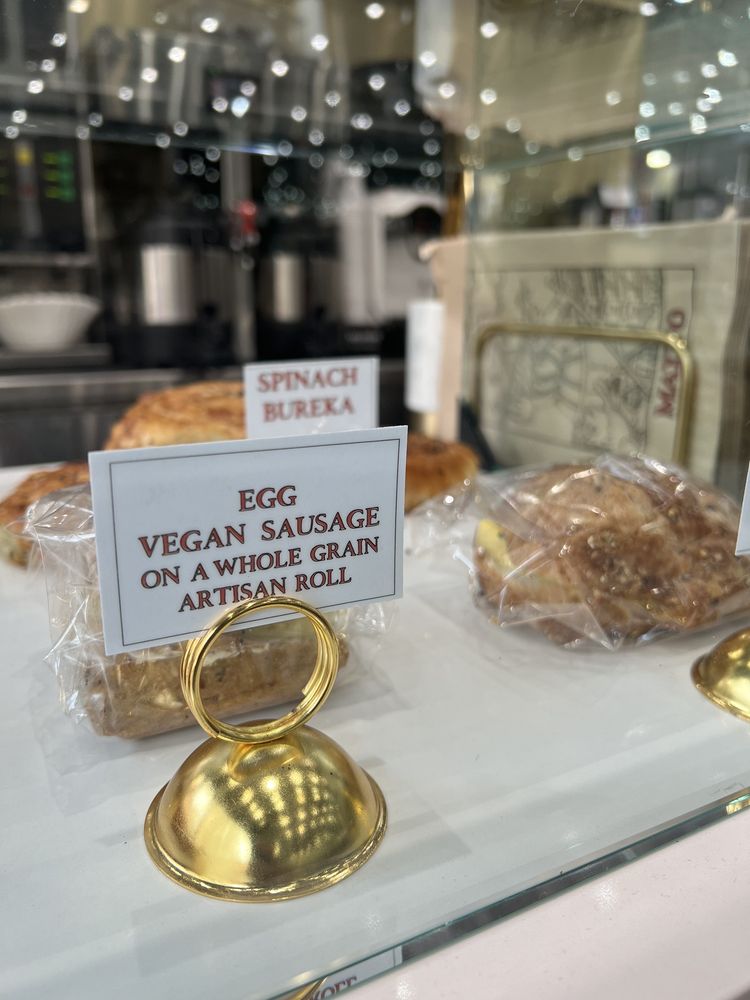 SPINACH
BUREKA
EGG
VEGAN SAUSAGE
ON A WHOLE GRAIN
ARTISAN ROLL